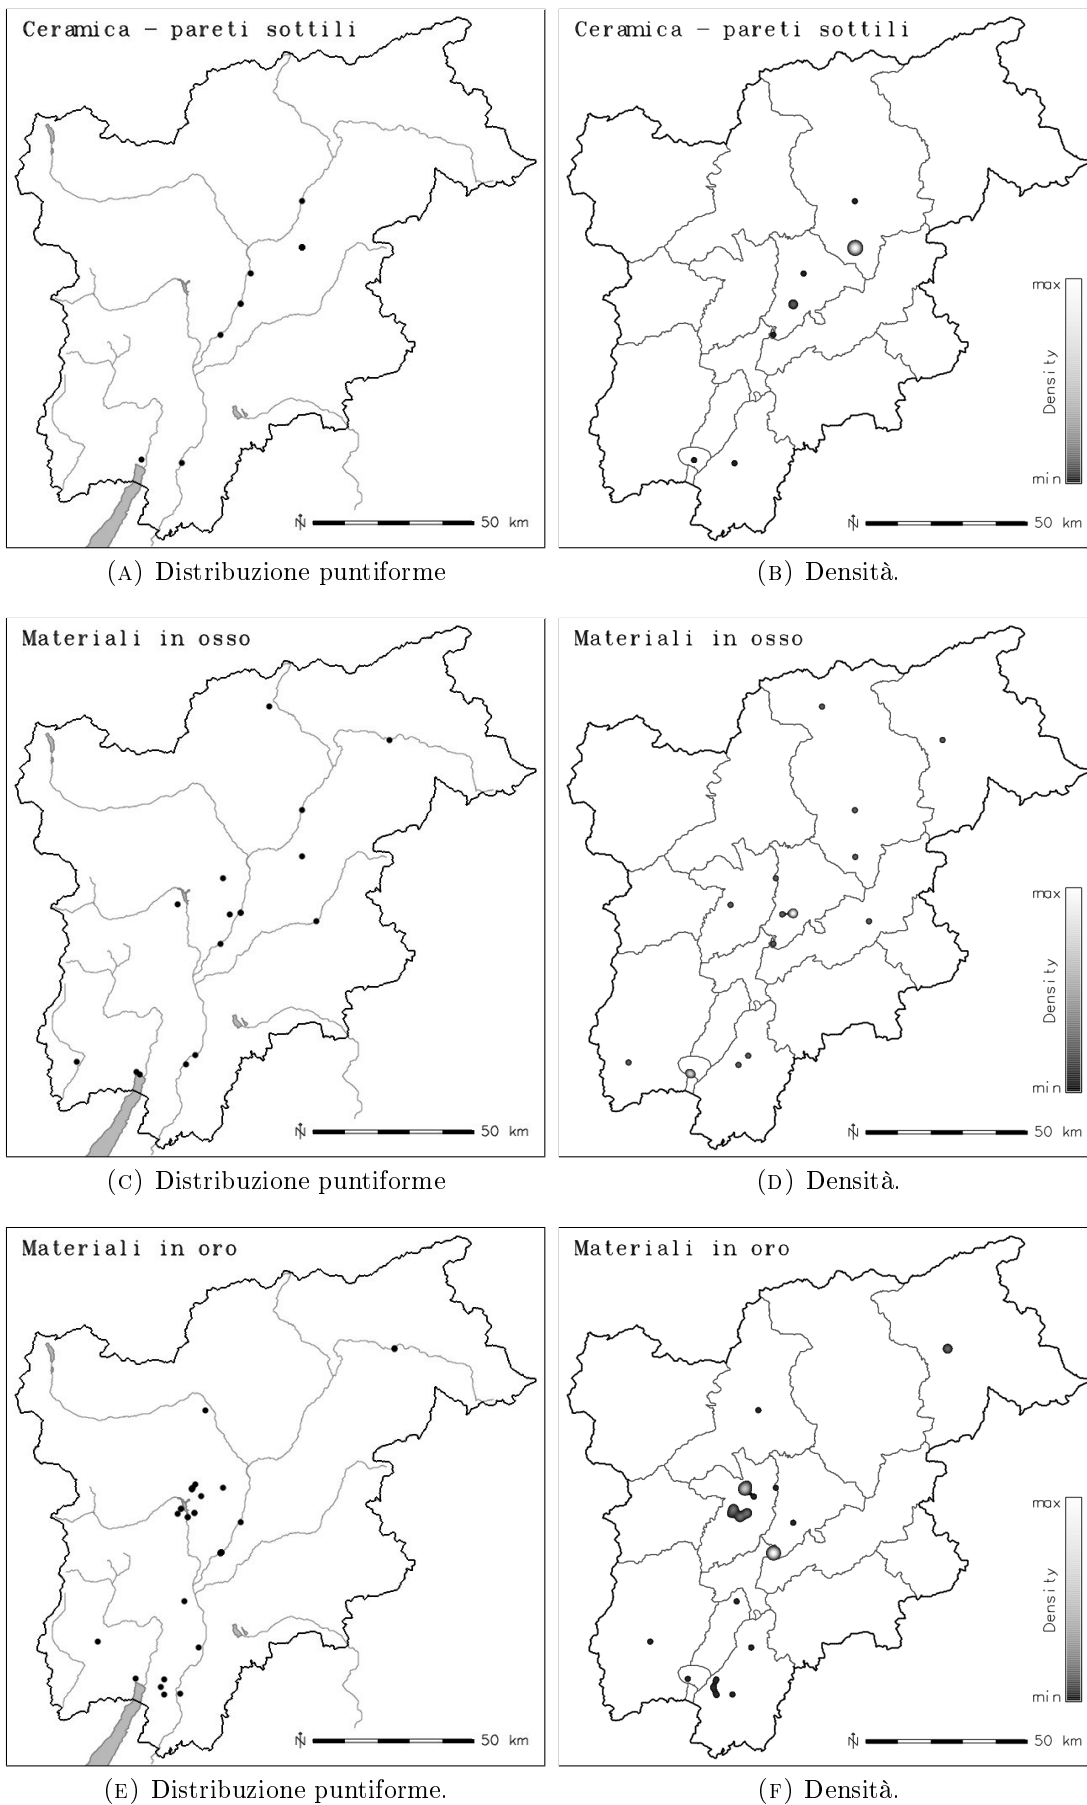 Ceramica – pareti sottili
N
50 km
(A) Distribuzione puntiforme
Ceramica – pareti sottili
max
Density
min
N
50 km
(B) Densità.
Materiali in osso
N
50 km
(C) Distribuzione puntiforme
Materiali in osso
max
Density
min
N
50 km
(D) Densità.
Materiali in oro
N
50 km
(E) Distribuzione puntiforme.
Materiali in oro
max
Density
min
N
50 km
(F) Densità.